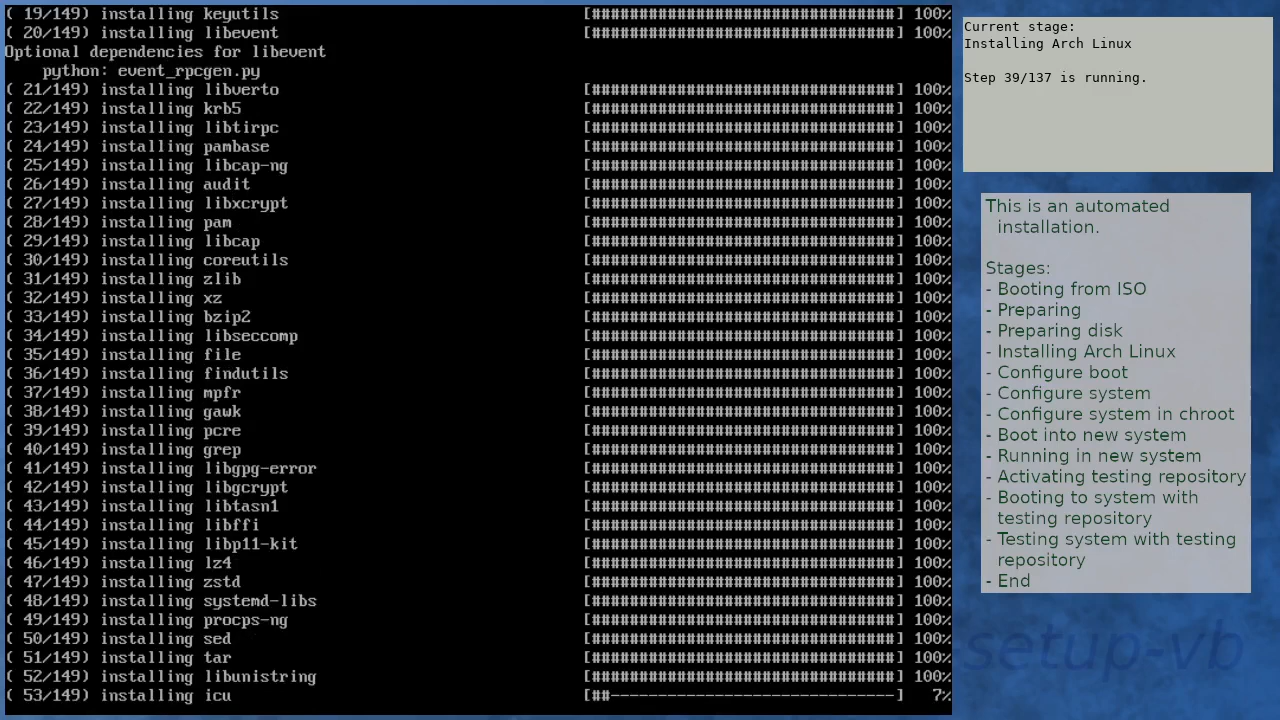 ( 19/149) installing keyutils [################################] 100%
( 20/149) installing libevent [################################] 100%
Optional dependencies for libevent
    python: event_rpcgen.py
( 21/149) installing libverto [################################] 100%
( 22/149) installing krb5 [################################] 100%
( 23/149) installing libtirpc [################################] 100%
( 24/149) installing pambase [################################] 100%
( 25/149) installing libcap-ng [################################] 100%
( 26/149) installing audit [################################] 100%
( 27/149) installing libxcrypt [################################] 100%
( 28/149) installing pam [################################] 100%
( 29/149) installing libcap [################################] 100%
( 30/149) installing coreutils [################################] 100%
( 31/149) installing zlib [################################] 100%
( 32/149) installing xz [################################] 100%
( 33/149) installing bzip2 [################################] 100%
( 34/149) installing libseccomp [################################] 100%
( 35/149) installing file [################################] 100%
( 36/149) installing findutils [################################] 100%
( 37/149) installing mpfr [################################] 100%
( 38/149) installing gawk [################################] 100%
( 39/149) installing pcre [################################] 100%
( 40/149) installing grep [################################] 100%
( 41/149) installing libgpg-error [################################] 100%
( 42/149) installing libgcrypt [################################] 100%
( 43/149) installing libtasn1 [################################] 100%
( 44/149) installing libffi [################################] 100%
( 45/149) installing libp11-kit [################################] 100%
( 46/149) installing lz4 [################################] 100%
( 47/149) installing zstd [################################] 100%
( 48/149) installing systemd-libs [################################] 100%
( 49/149) installing procps-ng [################################] 100%
( 50/149) installing sed [################################] 100%
( 51/149) installing tar [################################] 100%
( 52/149) installing libunistring [################################] 100%
( 53/149) installing icu [##------------------------------] 7%
Current stage:
Installing Arch Linux
Step 39/137 is running.
This is an automated
installation.
Stages:
- Booting from ISO
- Preparing
- Preparing disk
- Installing Arch Linux
- Configure boot
- Configure system
- Configure system in chroot
- Boot into new system
- Running in new system
- Activating testing repository
- Booting to system with
testing repository
- Testing system with testing
repository
- End
setup-vb